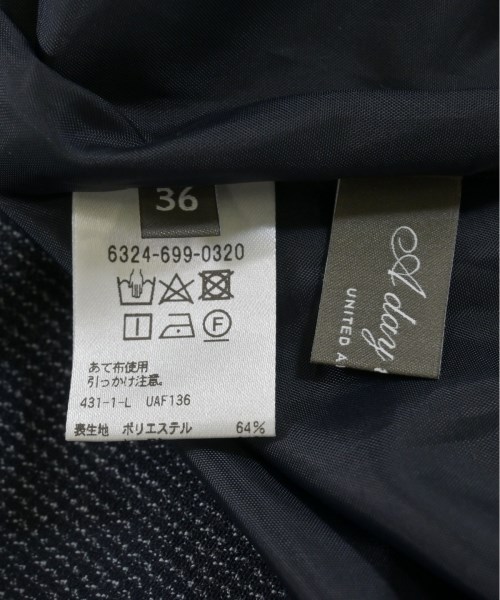 36
6324-699-0320
F
あて布使用
引っかけ注意。
431-1-L UAF136
表生地 ポリエステル 64%
A day
UNITED A